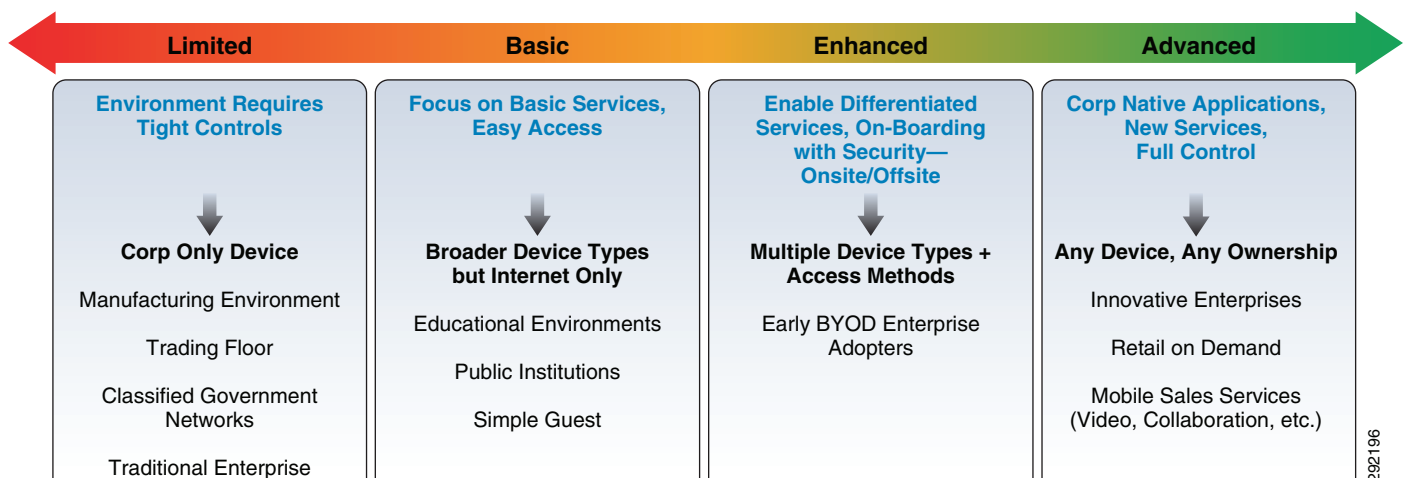 Limited
Basic
Enhanced
Advanced
Environment Requires
Tight Controls
Corp Only Device
Manufacturing Environment
Trading Floor
Classified Government
Networks
Traditional Enterprise
Focus on Basic Services,
Easy Access
Broader Device Types
but Internet Only
Educational Environments
Public Institutions
Simple Guest
Enable Differentiated
Services, On-Boarding
with Security—
Onsite/Offsite
Multiple Device Types +
Access Methods
Early BYOD Enterprise
Adopters
Corp Native Applications,
New Services,
Full Control
Any Device, Any Ownership
Innovative Enterprises
Retail on Demand
Mobile Sales Services
(Video, Collaboration, etc.)
292196